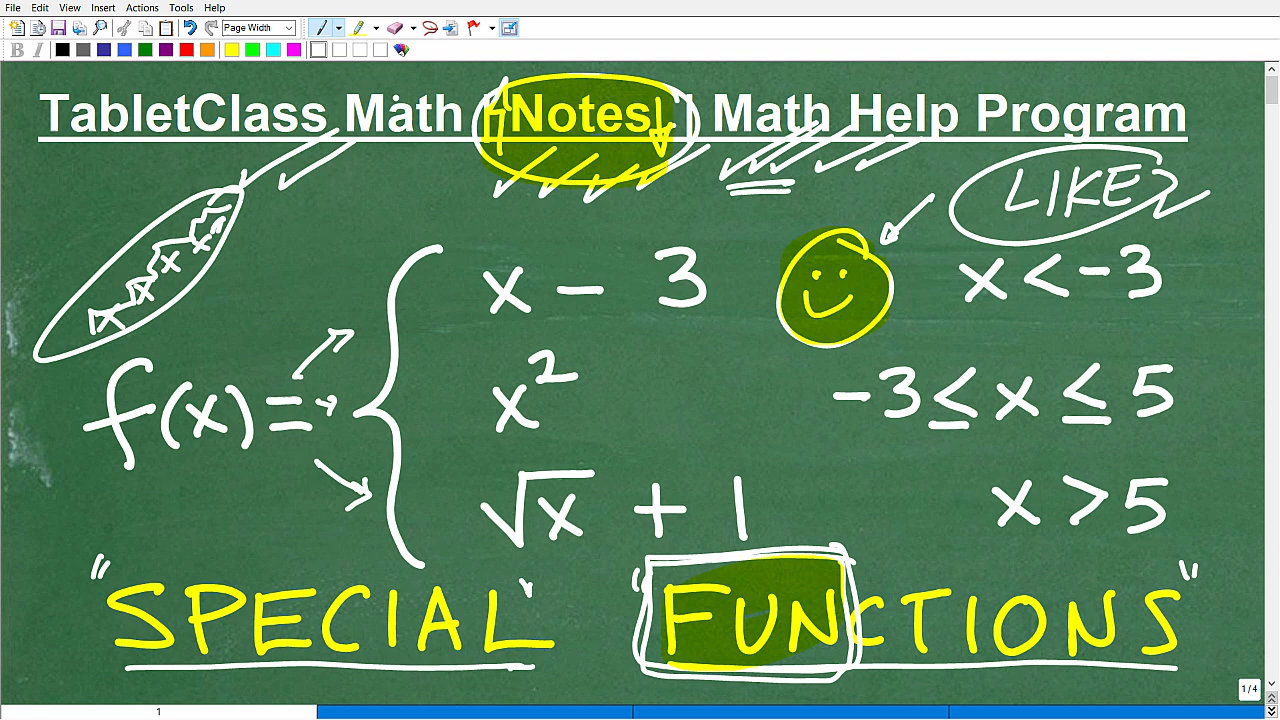 File Edit View Insert Actions Tools Help
Page Width
B I
TabletClass Math | Notes | Math Help Program
LIKE
x - 3 x < -3
f(x) = x² -3 ≤ x ≤ 5
√x + 1 x > 5
"SPECIAL" "FUNCTIONS"
1 / 4
1